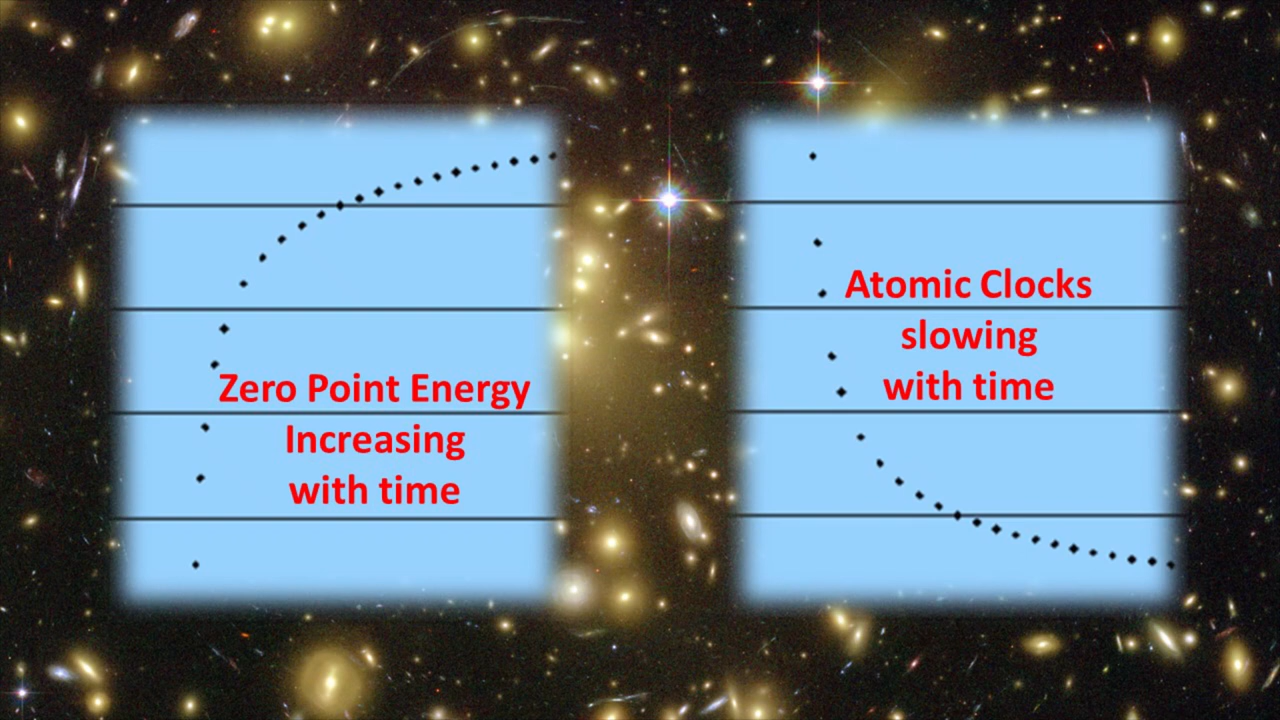 Zero Point Energy
Increasing
with time
Atomic Clocks
slowing
with time